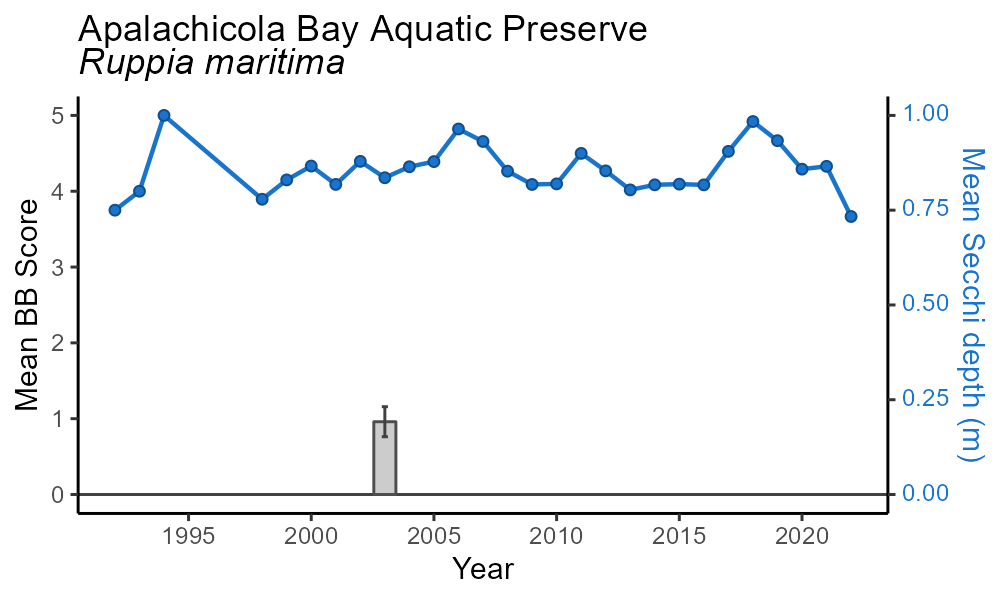 Apalachicola Bay Aquatic Preserve
Ruppia maritima
Mean BB Score
5
4
3
2
1
0
1.00
0.75
0.50
0.25
0.00
Mean Secchi depth (m)
1995 2000 2005 2010 2015 2020
Year